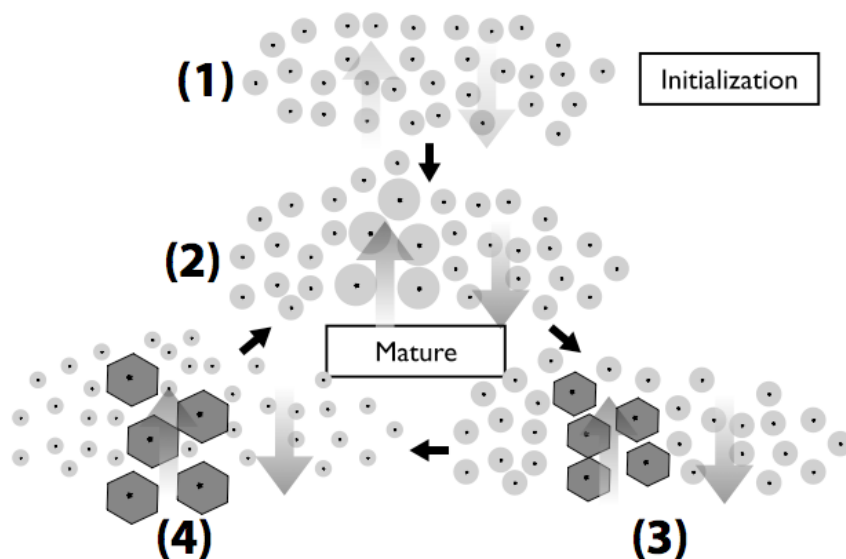 (1)
Initialization
(2)
Mature
(4)
(3)